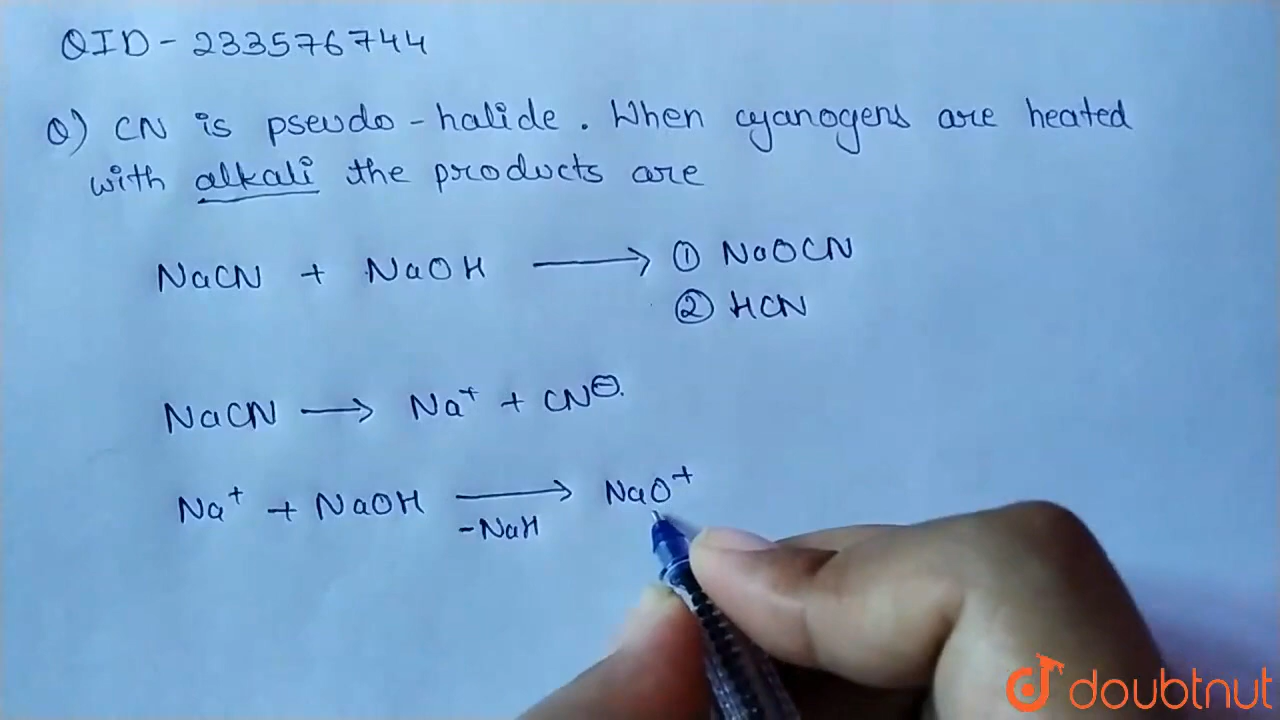 QID - 233576744
Q) CN is pseudo - halide. When cyanogens are heated
with alkali the products are
NaCN + NaOH ⟶ ① NaOCN
② HCN
NaCN ⟶ Na⁺ + CN⊖.
Na⁺ + NaOH ⟶ NaO⁺
-NaH
doubtnut